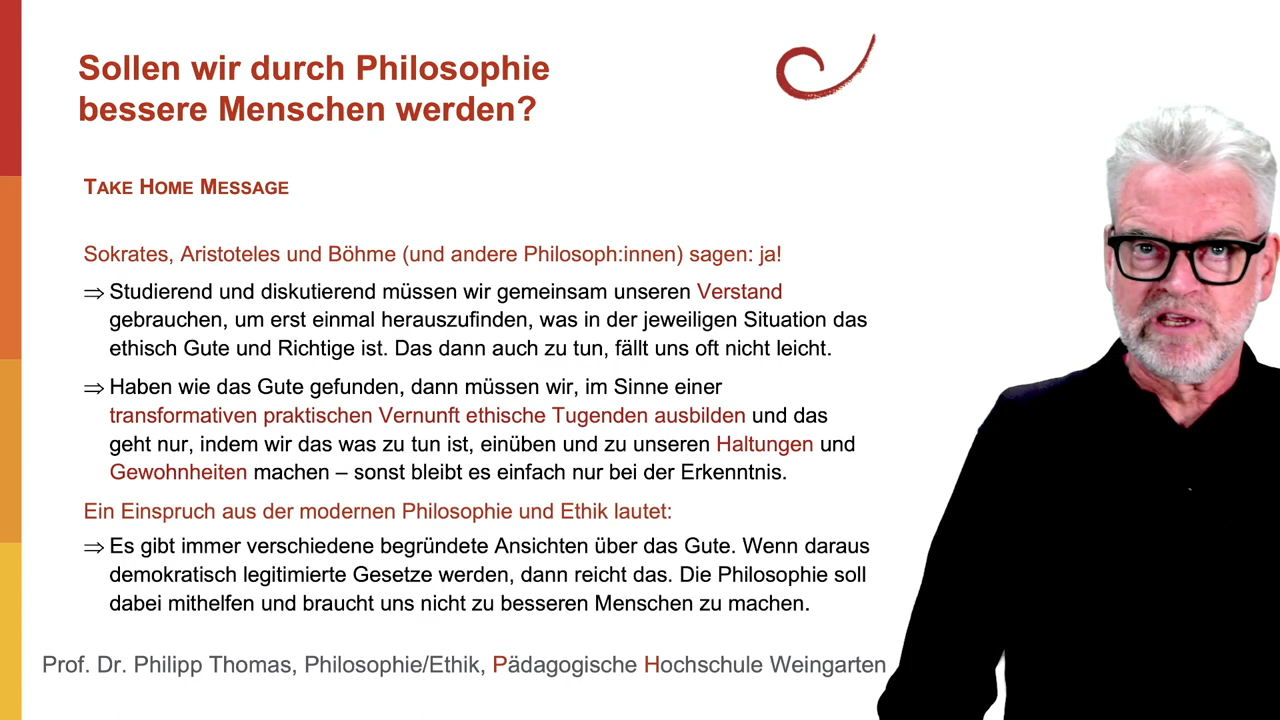 Sollen wir durch Philosophie
bessere Menschen werden?
TAKE HOME MESSAGE
Sokrates, Aristoteles und Böhme (und andere Philosoph:innen) sagen: ja!
⇒ Studierend und diskutierend müssen wir gemeinsam unseren Verstand
gebrauchen, um erst einmal herauszufinden, was in der jeweiligen Situation das
ethisch Gute und Richtige ist. Das dann auch zu tun, fällt uns oft nicht leicht.
⇒ Haben wie das Gute gefunden, dann müssen wir, im Sinne einer
transformativen praktischen Vernunft ethische Tugenden ausbilden und das
geht nur, indem wir das was zu tun ist, einüben und zu unseren Haltungen und
Gewohnheiten machen – sonst bleibt es einfach nur bei der Erkenntnis.
Ein Einspruch aus der modernen Philosophie und Ethik lautet:
⇒ Es gibt immer verschiedene begründete Ansichten über das Gute. Wenn daraus
demokratisch legitimierte Gesetze werden, dann reicht das. Die Philosophie soll
dabei mithelfen und braucht uns nicht zu besseren Menschen zu machen.
Prof. Dr. Philipp Thomas, Philosophie/Ethik, Pädagogische Hochschule Weingarten